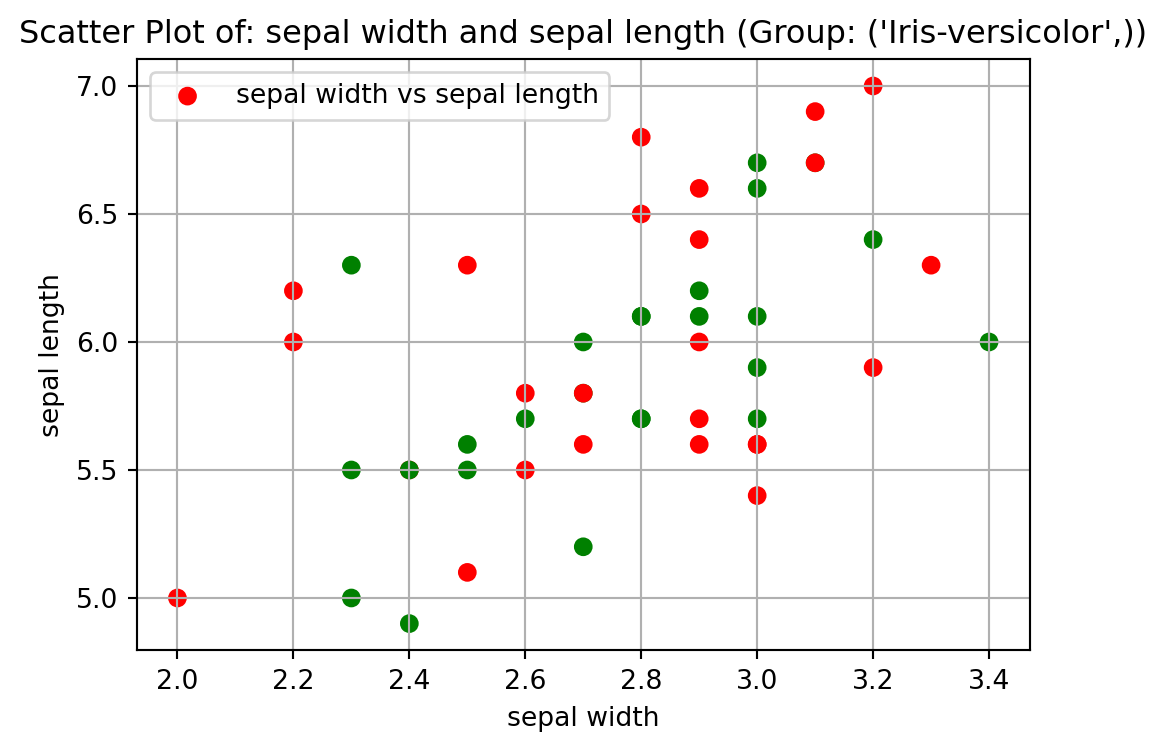 Scatter Plot of: sepal width and sepal length (Group: ('Iris-versicolor',))
sepal width vs sepal length
7.0
6.5
6.0
5.5
5.0
sepal length
2.0 2.2 2.4 2.6 2.8 3.0 3.2 3.4
sepal width